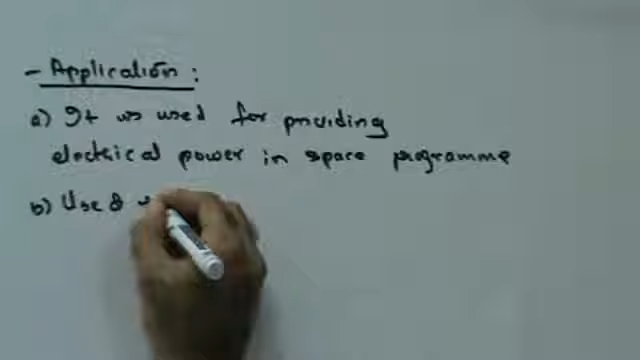 - Application :
a) It is used for providing
electrical power in space programme
b) Used